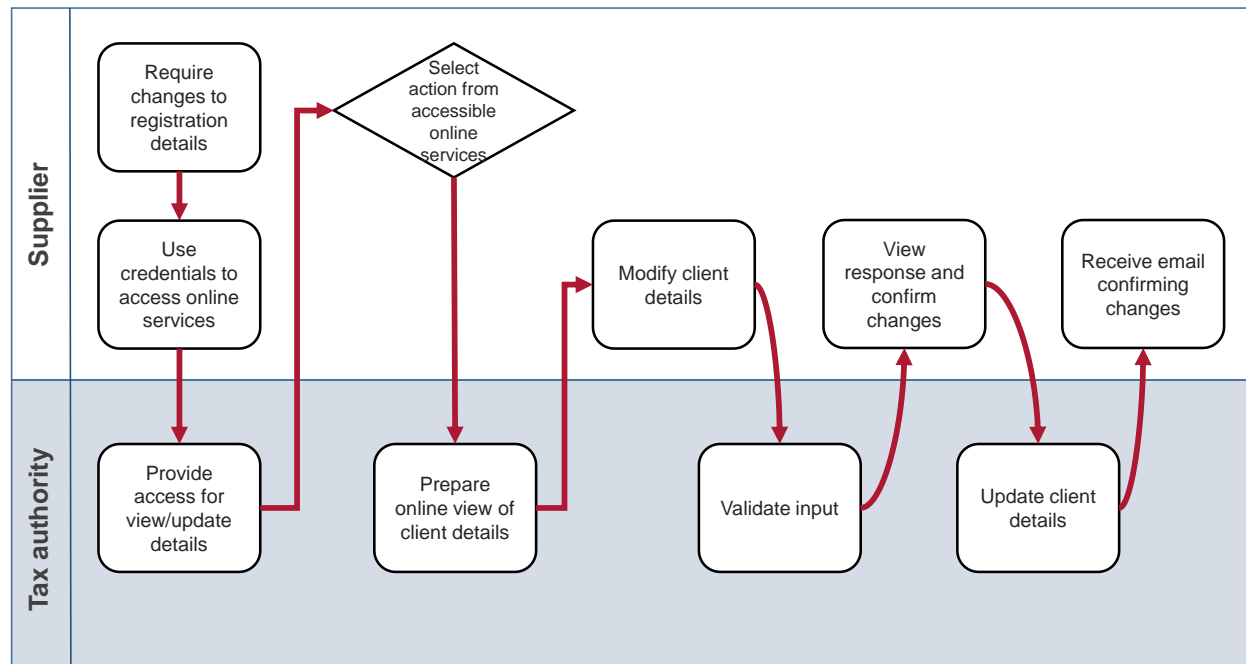 Supplier
Require
changes to
registration
details
Select
action from
accessible
online
services
Use
credentials to
access online
services
Modify client
details
View
response and
confirm
changes
Receive email
confirming
changes
Tax authority
Provide
access for
view/update
details
Prepare
online view of
client details
Validate input
Update client
details